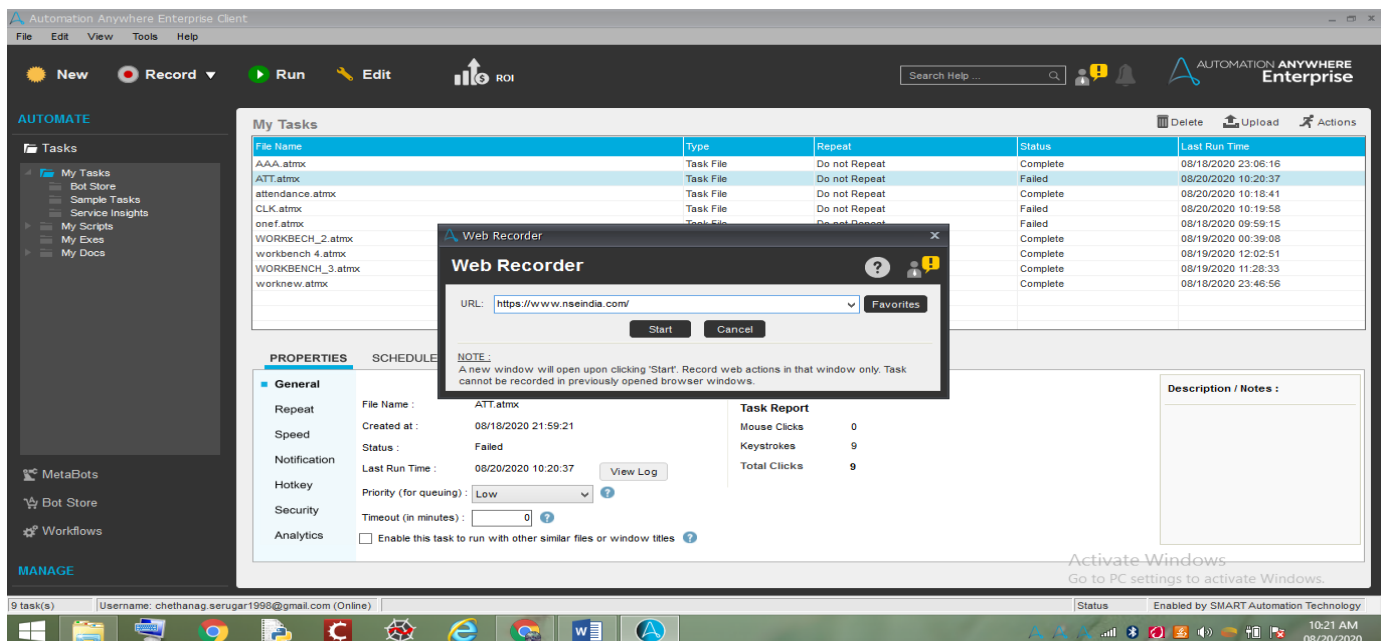 Automation Anywhere Enterprise Client
File Edit View Tools Help
New Record Run Edit ROI Search Help ... AUTOMATION ANYWHERE Enterprise
AUTOMATE
Tasks
My Tasks
Bot Store
Sample Tasks
Service Insights
My Scripts
My Exes
My Docs
MetaBots
Bot Store
Workflows
MANAGE
My Tasks Delete Upload Actions
File Name Type Repeat Status Last Run Time
AAA.atmx Task File Do not Repeat Complete 08/18/2020 23:06:16
ATT.atmx Task File Do not Repeat Failed 08/20/2020 10:20:37
attendance.atmx Task File Do not Repeat Complete 08/20/2020 10:18:41
CLK.atmx Task File Do not Repeat Failed 08/20/2020 10:19:58
onef.atmx Task File Do not Repeat Failed 08/18/2020 09:59:15
WORKBECH_2.atmx Complete 08/19/2020 00:39:08
workbench 4.atmx Complete 08/19/2020 12:02:51
WORKBENCH_3.atmx Complete 08/19/2020 11:28:33
worknew.atmx Complete 08/18/2020 23:46:56
Web Recorder
Web Recorder
URL: https://www.nseindia.com/ Favorites
Start Cancel
NOTE :
A new window will open upon clicking 'Start'. Record web actions in that window only. Task
cannot be recorded in previously opened browser windows.
PROPERTIES SCHEDULE
General
Repeat
Speed
Notification
Hotkey
Security
Analytics
File Name : ATT.atmx
Created at : 08/18/2020 21:59:21
Status : Failed
Last Run Time : 08/20/2020 10:20:37 View Log
Priority (for queuing) : Low
Timeout (in minutes) : 0
Enable this task to run with other similar files or window titles
Task Report
Mouse Clicks 0
Keystrokes 9
Total Clicks 9
Description / Notes :
Activate Windows
Go to PC settings to activate Windows.
9 task(s) Username: chethanag.serugar1998@gmail.com (Online) Status Enabled by SMART Automation Technology
10:21 AM
08/20/2020